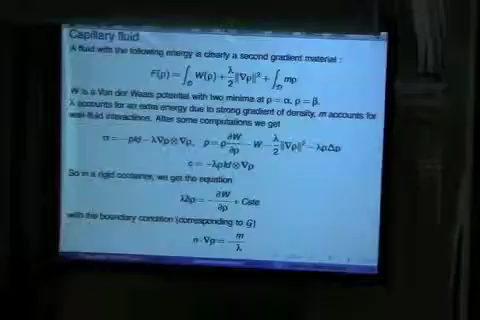 Capillary fluid
A fluid with the following energy is clearly a second gradient material :
F(ρ) = ∫_D W(ρ) + λ/2 ‖∇ρ‖² + ∫_∂D mρ
W is a Van der Waals potential with two minima at ρ = α, ρ = β.
λ accounts for an extra energy due to strong gradient of density, m accounts for
wall-fluid interactions. After some computations we get
σ = −pId − λ∇ρ ⊗ ∇ρ, p = ρ ∂W/∂ρ − W − λ/2 ‖∇ρ‖² − λρΔρ
c = −λρId ⊗ ∇ρ
So in a rigid container, we get the equation
λΔρ = − ∂W/∂ρ + Cste
with the boundary condition (corresponding to G)
n · ∇ρ = − m/λ